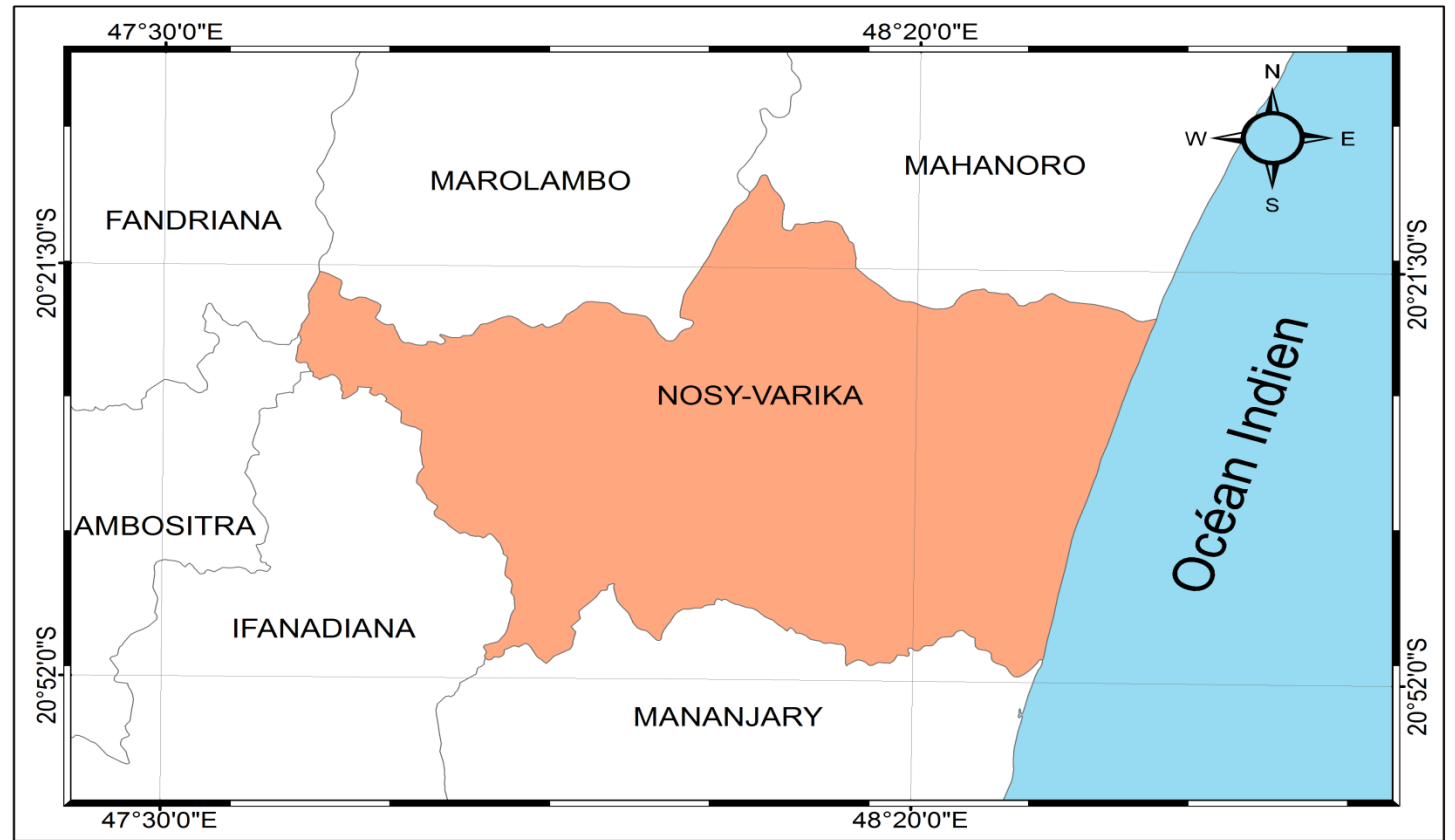 47°30'0"E
48°20'0"E
N
W
E
S
MAROLAMBO
MAHANORO
FANDRIANA
20°21'30"S
20°21'30"S
NOSY-VARIKA
Océan Indien
AMBOSITRA
IFANADIANA
MANANJARY
20°52'0"S
20°52'0"S
47°30'0"E
48°20'0"E